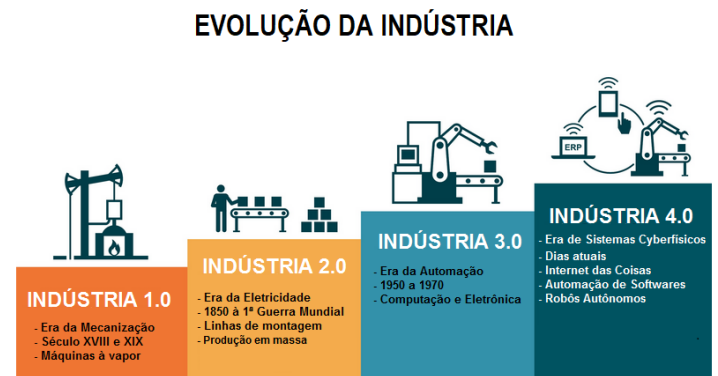 EVOLUÇÃO DA INDÚSTRIA
INDÚSTRIA 1.0
- Era da Mecanização
- Século XVIII e XIX
- Máquinas à vapor
INDÚSTRIA 2.0
- Era da Eletricidade
- 1850 à 1ª Guerra Mundial
- Linhas de montagem
- Produção em massa
INDÚSTRIA 3.0
- Era da Automação
- 1950 a 1970
- Computação e Eletrônica
ERP
INDÚSTRIA 4.0
- Era de Sistemas Cyberfísicos
- Dias atuais
- Internet das Coisas
- Automação de Softwares
- Robôs Autônomos